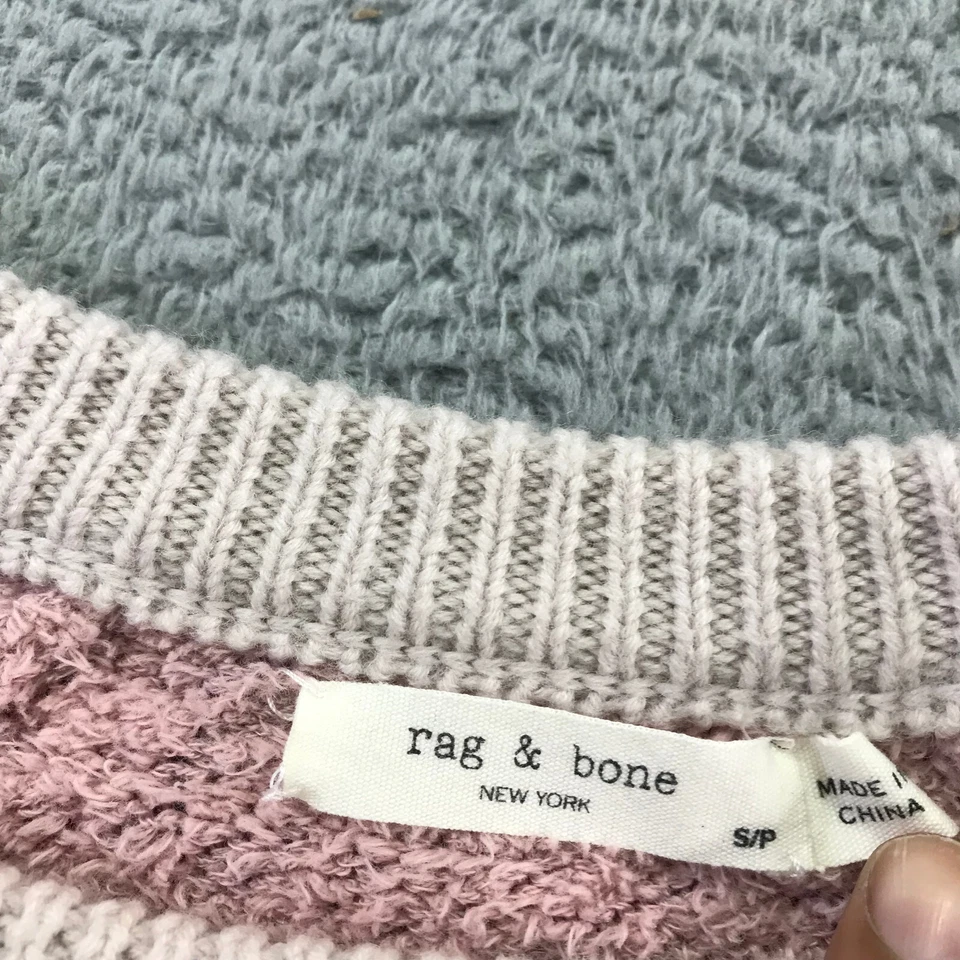 rag & bone
NEW YORK
S/P
MADE I
CHINA